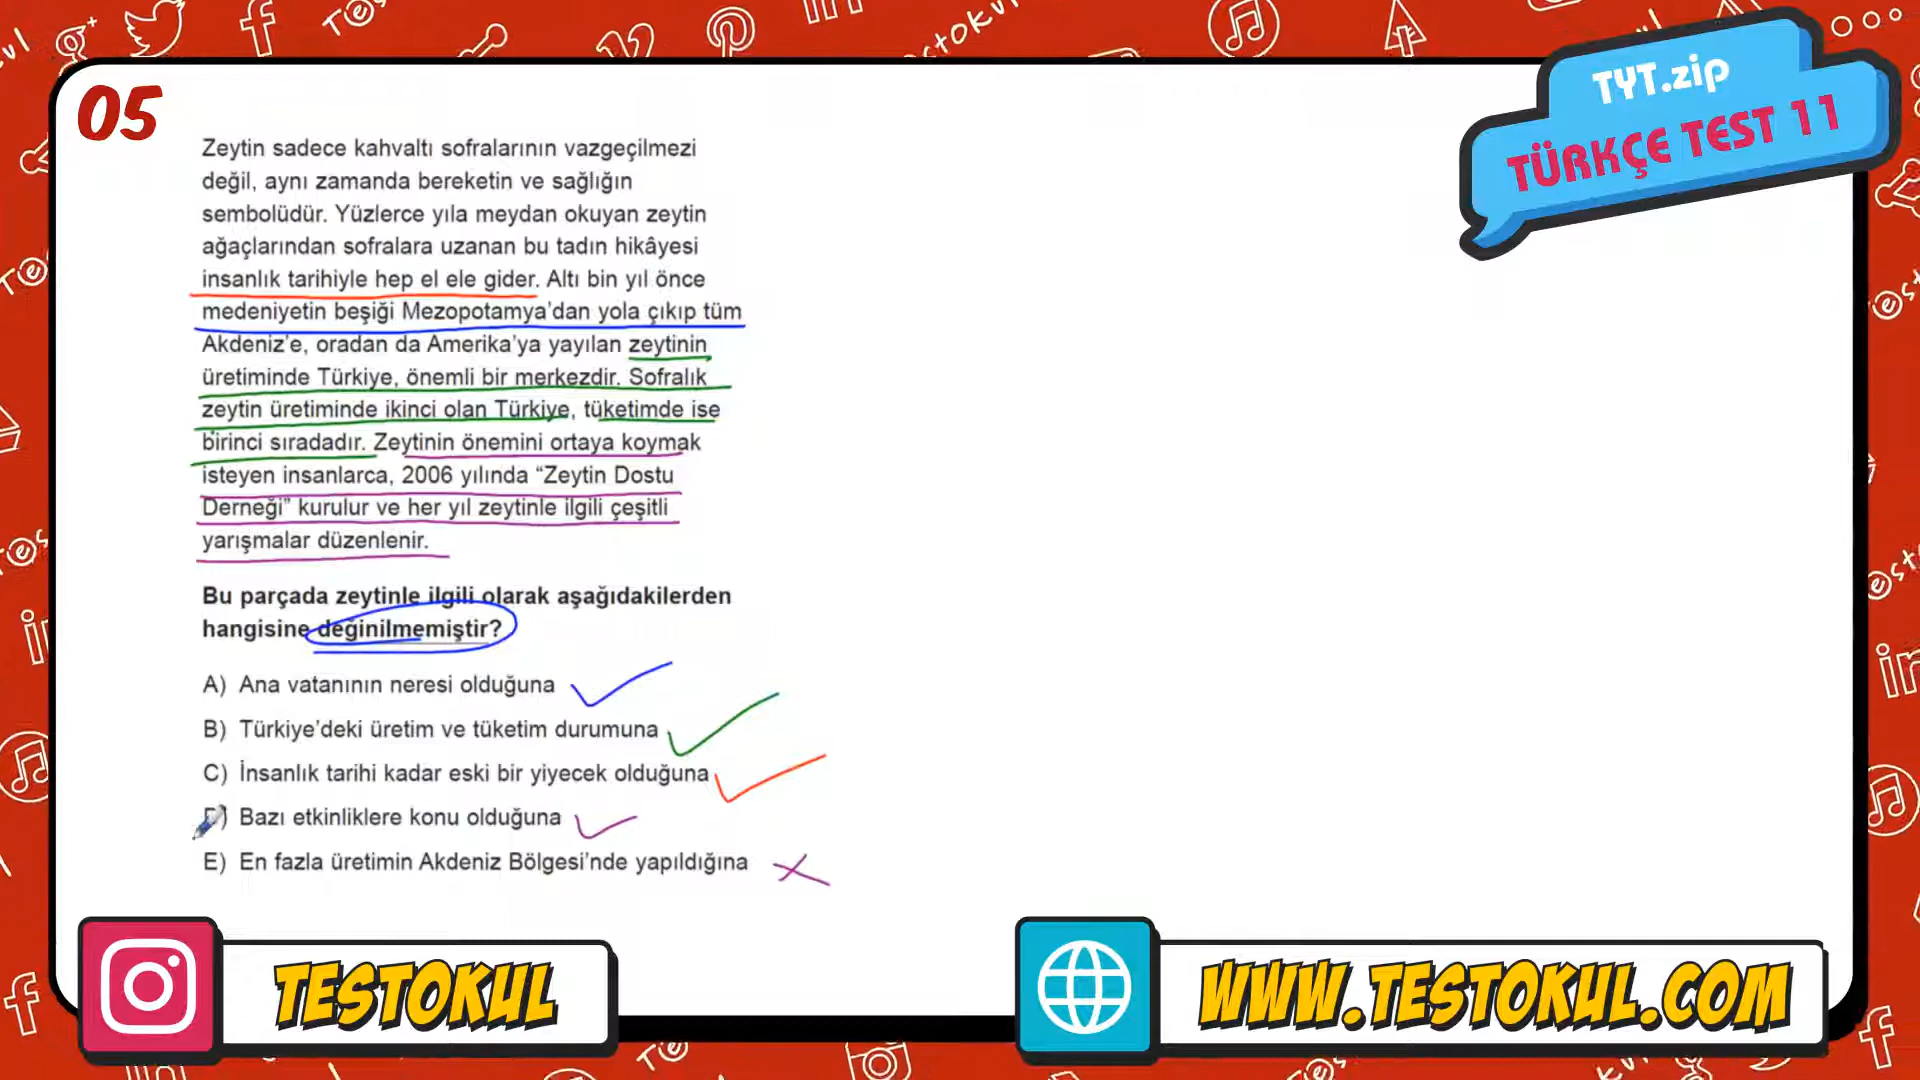 05
TYT.zip
TÜRKÇE TEST 11
Zeytin sadece kahvaltı sofralarının vazgeçilmezi
değil, aynı zamanda bereketin ve sağlığın
sembolüdür. Yüzlerce yıla meydan okuyan zeytin
ağaçlarından sofralara uzanan bu tadın hikâyesi
insanlık tarihiyle hep el ele gider. Altı bin yıl önce
medeniyetin beşiği Mezopotamya’dan yola çıkıp tüm
Akdeniz’e, oradan da Amerika’ya yayılan zeytinin
üretiminde Türkiye, önemli bir merkezdir. Sofralık
zeytin üretiminde ikinci olan Türkiye, tüketimde ise
birinci sıradadır. Zeytinin önemini ortaya koymak
isteyen insanlarca, 2006 yılında “Zeytin Dostu
Derneği” kurulur ve her yıl zeytinle ilgili çeşitli
yarışmalar düzenlenir.
Bu parçada zeytinle ilgili olarak aşağıdakilerden
hangisine değinilmemiştir?
A) Ana vatanının neresi olduğuna
B) Türkiye’deki üretim ve tüketim durumuna
C) İnsanlık tarihi kadar eski bir yiyecek olduğuna
) Bazı etkinliklere konu olduğuna
E) En fazla üretimin Akdeniz Bölgesi’nde yapıldığına
TESTOKUL
WWW.TESTOKUL.COM